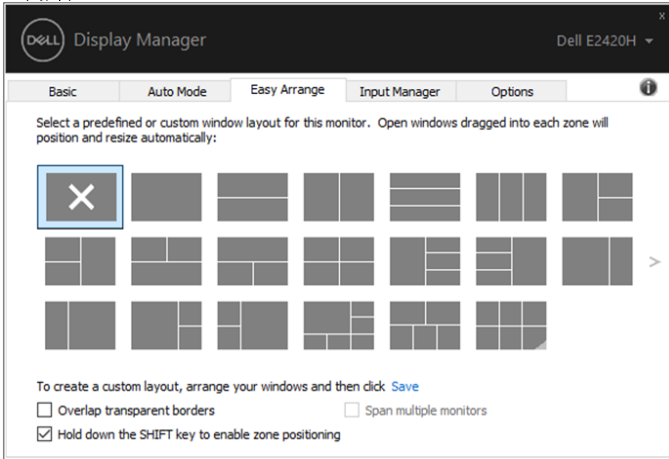 DELL Display Manager
x
Dell E2420H
Basic Auto Mode Easy Arrange Input Manager Options
Select a predefined or custom window layout for this monitor. Open windows dragged into each zone will
position and resize automatically:
>
To create a custom layout, arrange your windows and then click Save
Overlap transparent borders Span multiple monitors
Hold down the SHIFT key to enable zone positioning